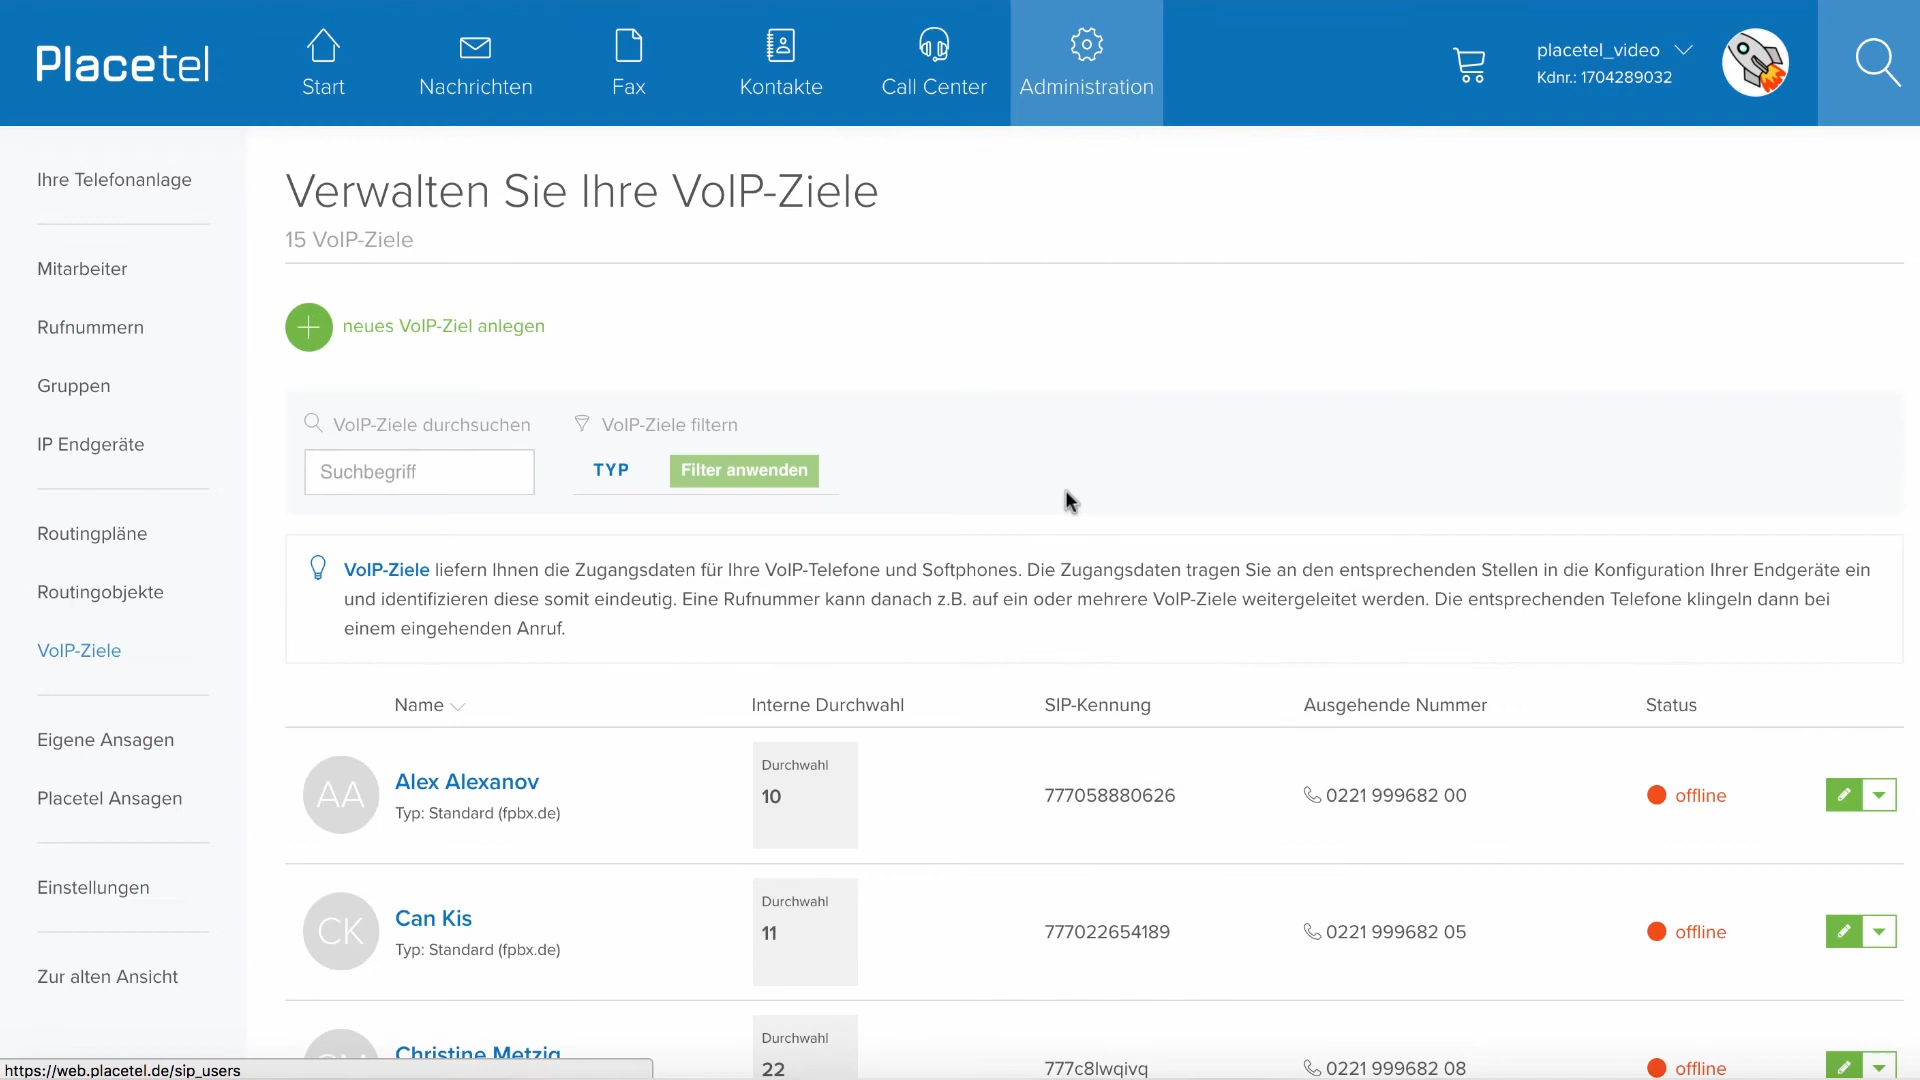 Placetel
Start
Nachrichten
Fax
Kontakte
Call Center
Administration
placetel_video
Kdnr.: 1704289032
Ihre Telefonanlage
Mitarbeiter
Rufnummern
Gruppen
IP Endgeräte
Routingpläne
Routingobjekte
VoIP-Ziele
Eigene Ansagen
Placetel Ansagen
Einstellungen
Zur alten Ansicht
Verwalten Sie Ihre VoIP-Ziele
15 VoIP-Ziele
neues VoIP-Ziel anlegen
VoIP-Ziele durchsuchen
VoIP-Ziele filtern
Suchbegriff
TYP
Filter anwenden
VoIP-Ziele liefern Ihnen die Zugangsdaten für Ihre VoIP-Telefone und Softphones. Die Zugangsdaten tragen Sie an den entsprechenden Stellen in die Konfiguration Ihrer Endgeräte ein
und identifizieren diese somit eindeutig. Eine Rufnummer kann danach z.B. auf ein oder mehrere VoIP-Ziele weitergeleitet werden. Die entsprechenden Telefone klingeln dann bei
einem eingehenden Anruf.
Name Interne Durchwahl SIP-Kennung Ausgehende Nummer Status
AA
Alex Alexanov
Typ: Standard (fpbx.de)
Durchwahl
10
777058880626
0221 999682 00
offline
CK
Can Kis
Typ: Standard (fpbx.de)
Durchwahl
11
777022654189
0221 999682 05
offline
CM
Christine Metzig
Durchwahl
22
777c8lwqivq
0221 999682 08
offline
https://web.placetel.de/sip_users